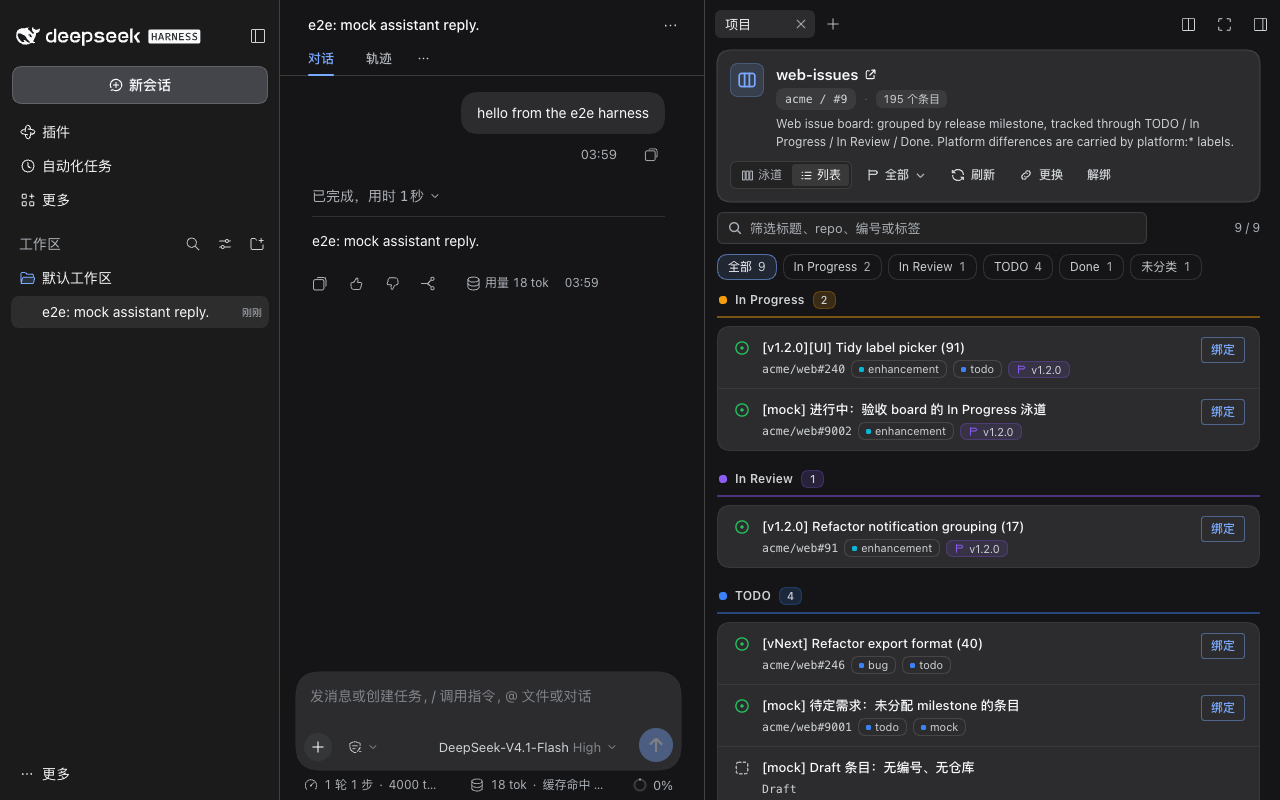 deepseek HARNESS
新会话
插件
自动化任务
更多
工作区
默认工作区
e2e: mock assistant reply. 刚刚
更多
e2e: mock assistant reply.
对话 轨迹
hello from the e2e harness
03:59
已完成，用时 1秒
e2e: mock assistant reply.
用量 18 tok 03:59
发消息或创建任务, / 调用指令, @ 文件或对话
DeepSeek-V4.1-Flash High
1 轮 1 步 · 4000 t... 18 tok · 缓存命中 ... 0%
项目
web-issues
acme / #9 · 195 个条目
Web issue board: grouped by release milestone, tracked through TODO / In
Progress / In Review / Done. Platform differences are carried by platform:* labels.
泳道 列表 全部 刷新 更换 解绑
筛选标题、repo、编号或标签 9 / 9
全部 9 In Progress 2 In Review 1 TODO 4 Done 1 未分类 1
In Progress 2
[v1.2.0][UI] Tidy label picker (91) 绑定
acme/web#240 enhancement todo v1.2.0
[mock] 进行中：验收 board 的 In Progress 泳道 绑定
acme/web#9002 enhancement v1.2.0
In Review 1
[v1.2.0] Refactor notification grouping (17) 绑定
acme/web#91 enhancement v1.2.0
TODO 4
[vNext] Refactor export format (40) 绑定
acme/web#246 bug todo
[mock] 待定需求：未分配 milestone 的条目 绑定
acme/web#9001 todo mock
[mock] Draft 条目：无编号、无仓库
Draft